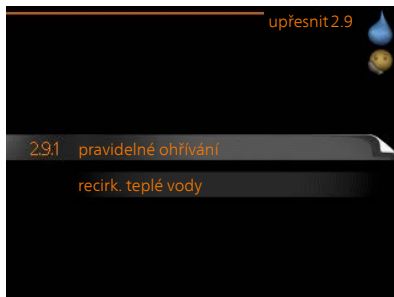 upřesnit 2.9
2.9.1 pravidelné ohřívání
recirk. teplé vody